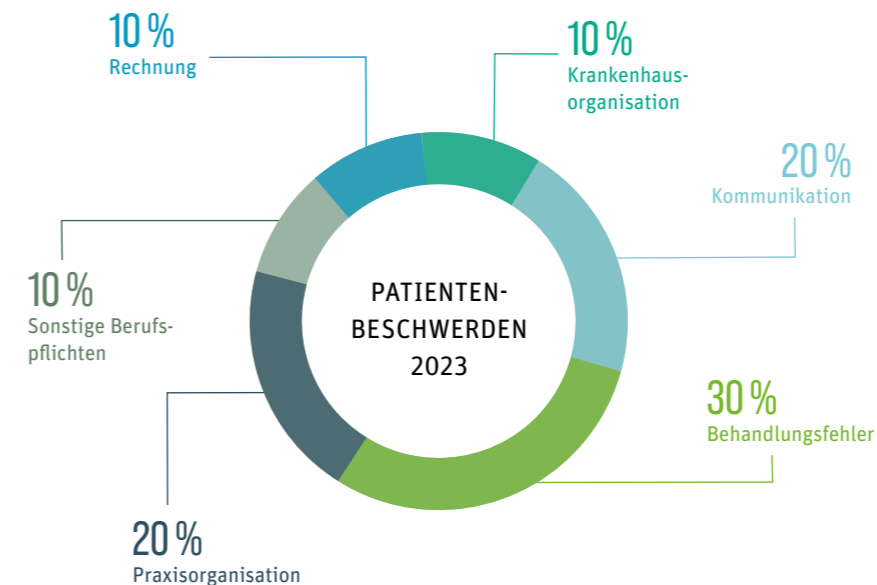 10 %
Rechnung
10 %
Krankenhaus-
organisation
20 %
Kommunikation
PATIENTEN-
BESCHWERDEN
2023
10 %
Sonstige Berufs-
pflichten
30 %
Behandlungsfehler
20 %
Praxisorganisation